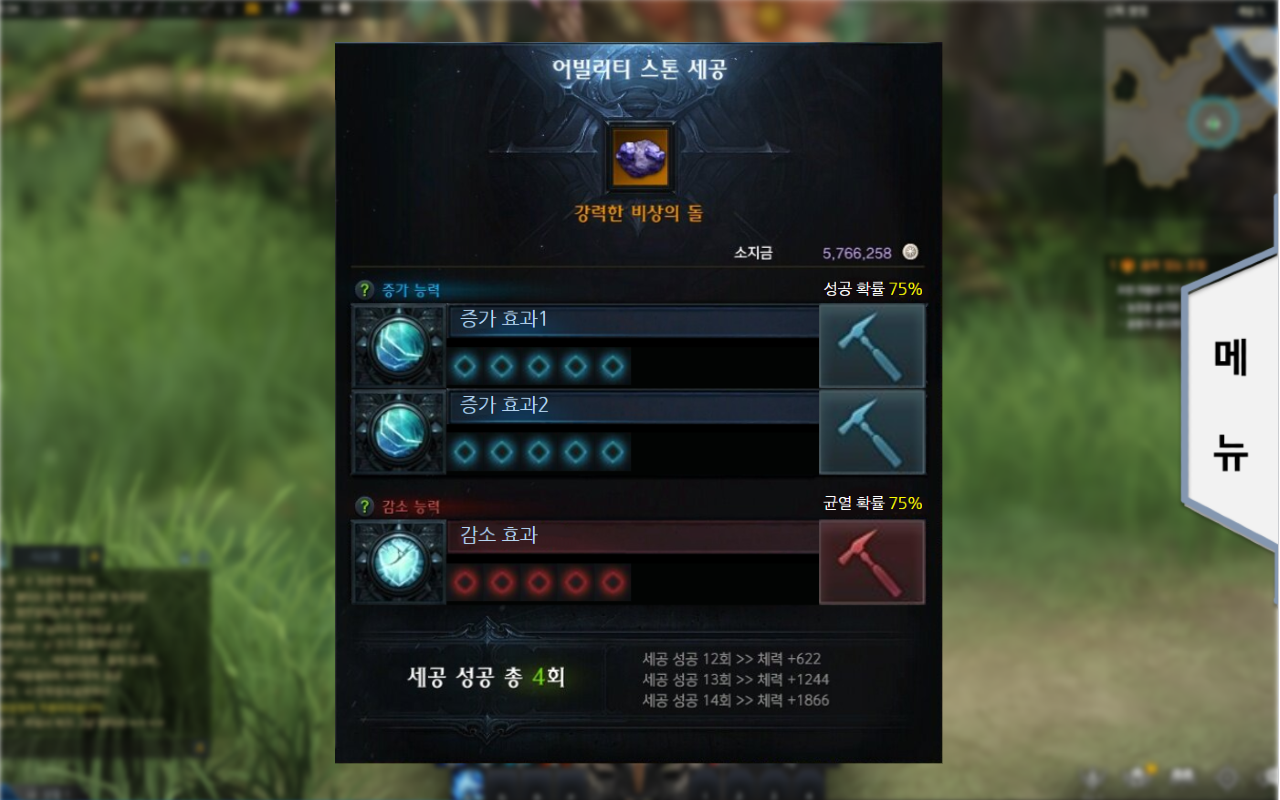 어빌리티 스톤 세공
강력한 비상의 돌
소지금 5,766,258
? 증가 능력 성공 확률 75%
증가 효과1
증가 효과2
? 감소 능력 균열 확률 75%
감소 효과
세공 성공 총 4회
세공 성공 12회 >> 체력 +622
세공 성공 13회 >> 체력 +1244
세공 성공 14회 >> 체력 +1866
메
뉴